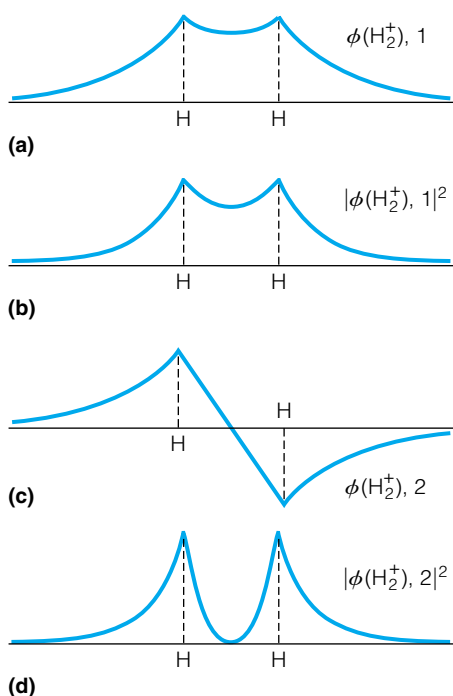 ϕ(H₂⁺), 1
H H
(a)
|ϕ(H₂⁺), 1|²
H H
(b)
H
H
ϕ(H₂⁺), 2
(c)
|ϕ(H₂⁺), 2|²
H H
(d)